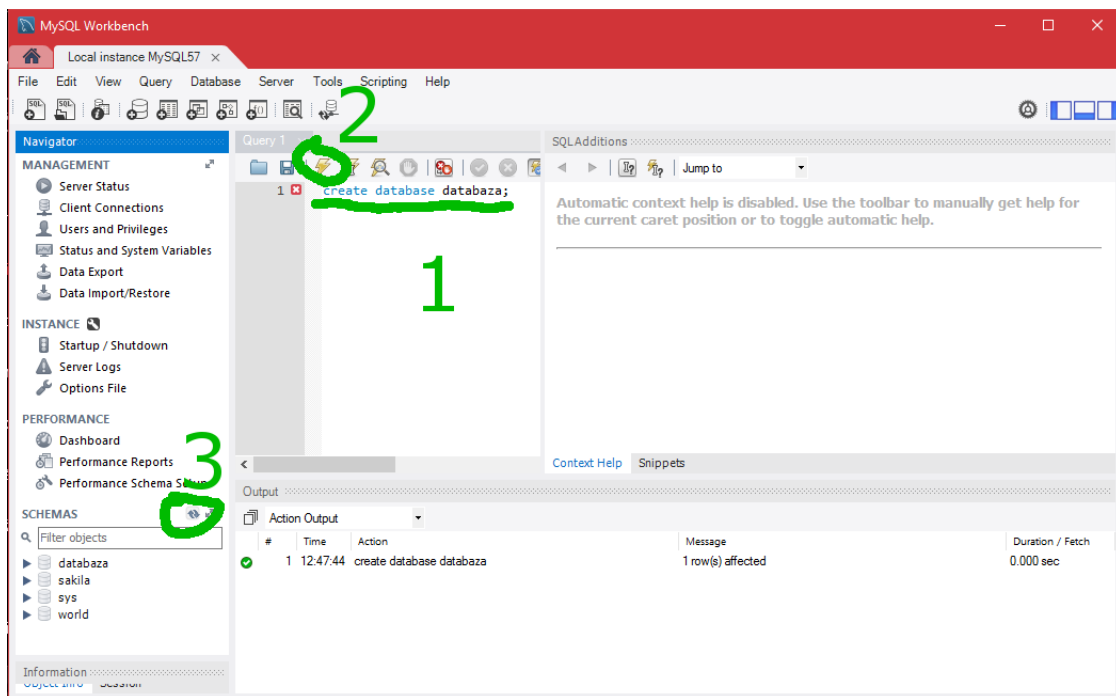 MySQL Workbench
Local instance MySQL57
File Edit View Query Database Server Tools Scripting Help
2
Navigator
MANAGEMENT
Server Status
Client Connections
Users and Privileges
Status and System Variables
Data Export
Data Import/Restore
INSTANCE
Startup / Shutdown
Server Logs
Options File
PERFORMANCE
Dashboard
Performance Reports
Performance Schema Setup
3
SCHEMAS
Filter objects
databaza
sakila
sys
world
Information
Object Info Session
Query 1
1 create database databaza;
1
SQLAdditions
Jump to
Automatic context help is disabled. Use the toolbar to manually get help for
the current caret position or to toggle automatic help.
Context Help Snippets
Output
Action Output
# Time Action Message Duration / Fetch
1 12:47:44 create database databaza 1 row(s) affected 0.000 sec